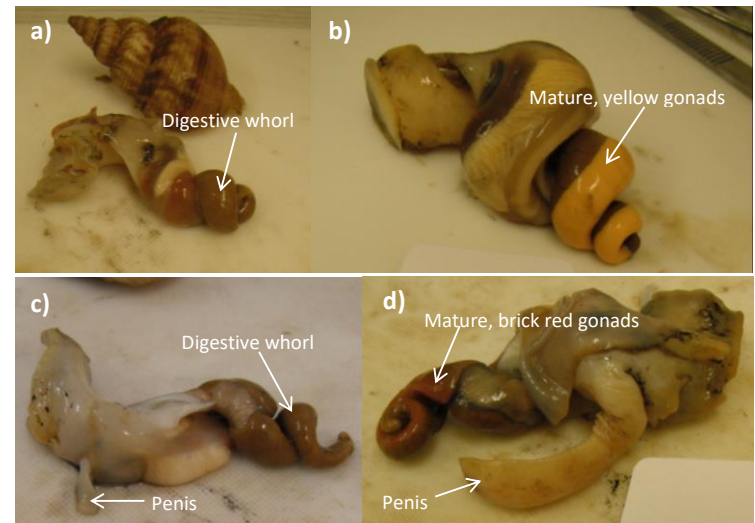 a)
Digestive whorl
b)
Mature, yellow gonads
c)
Digestive whorl
Penis
d)
Mature, brick red gonads
Penis